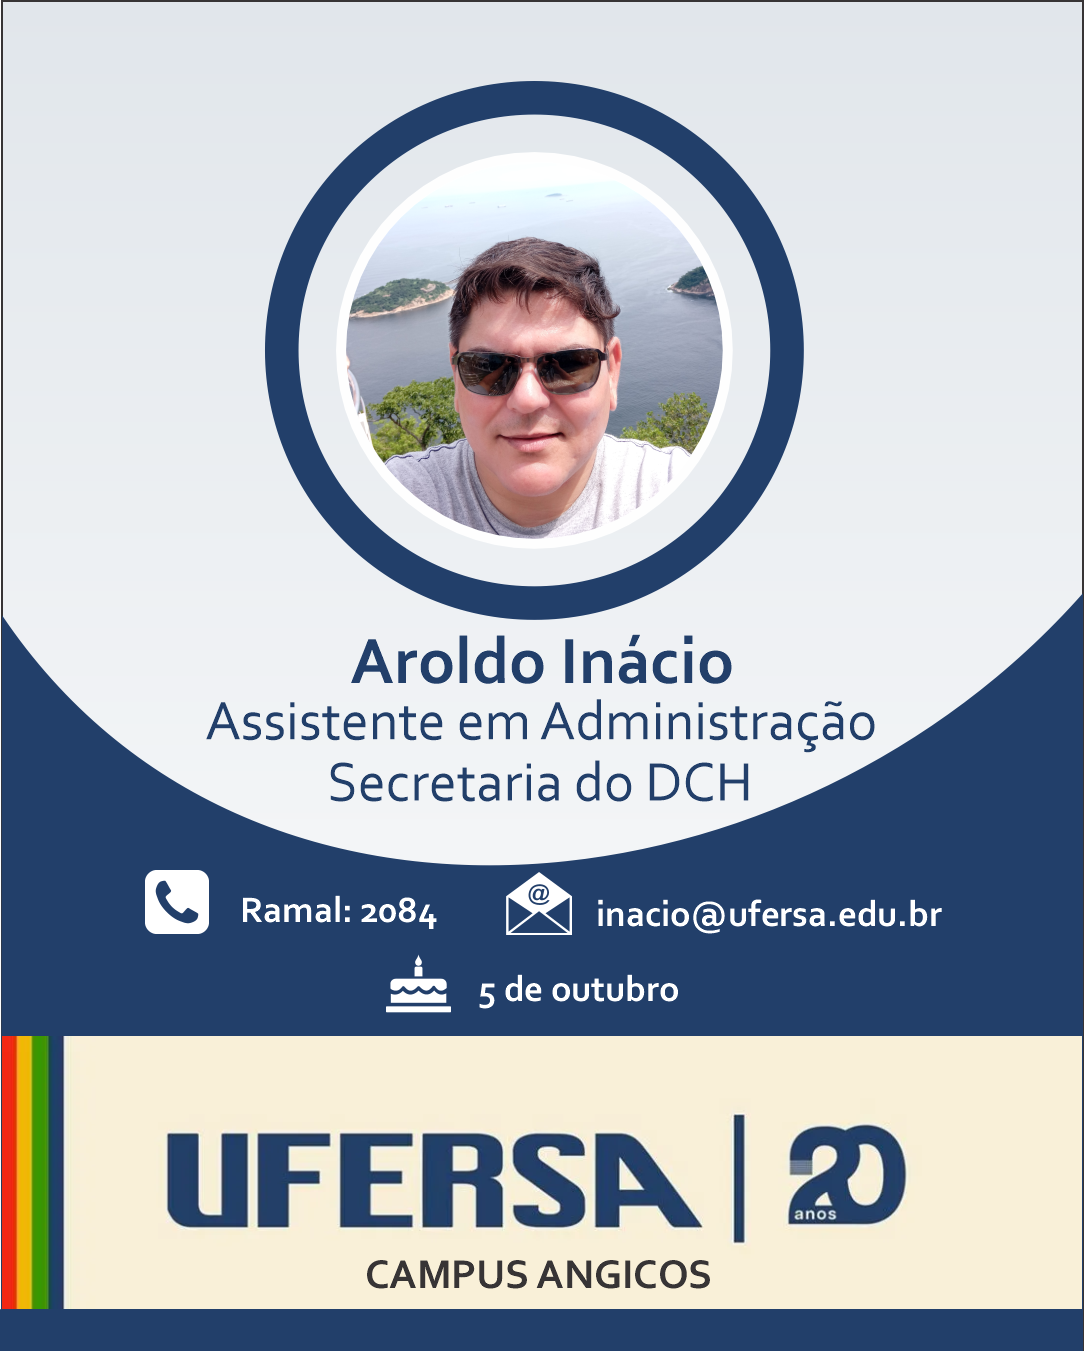 Aroldo Inácio
Assistente em Administração
Secretaria do DCH
Ramal: 2084
@
inacio@ufersa.edu.br
5 de outubro
UFERSA | 20
anos
CAMPUS ANGICOS